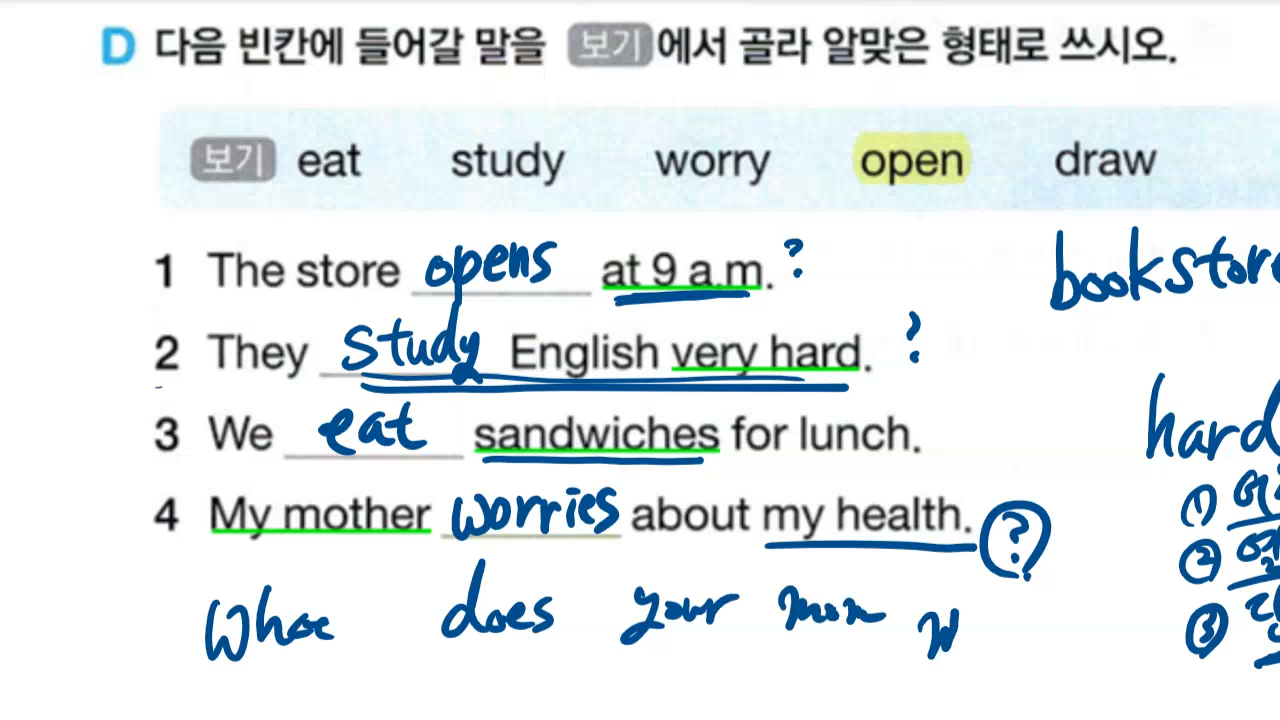 D 다음 빈칸에 들어갈 말을 보기 에서 골라 알맞은 형태로 쓰시오.
보기 eat study worry open draw
1 The store opens at 9 a.m. ?
bookstore
2 They study English very hard. ?
3 We eat sandwiches for lunch.
hard
4 My mother worries about my health. ?
①
②
does your mom w
③